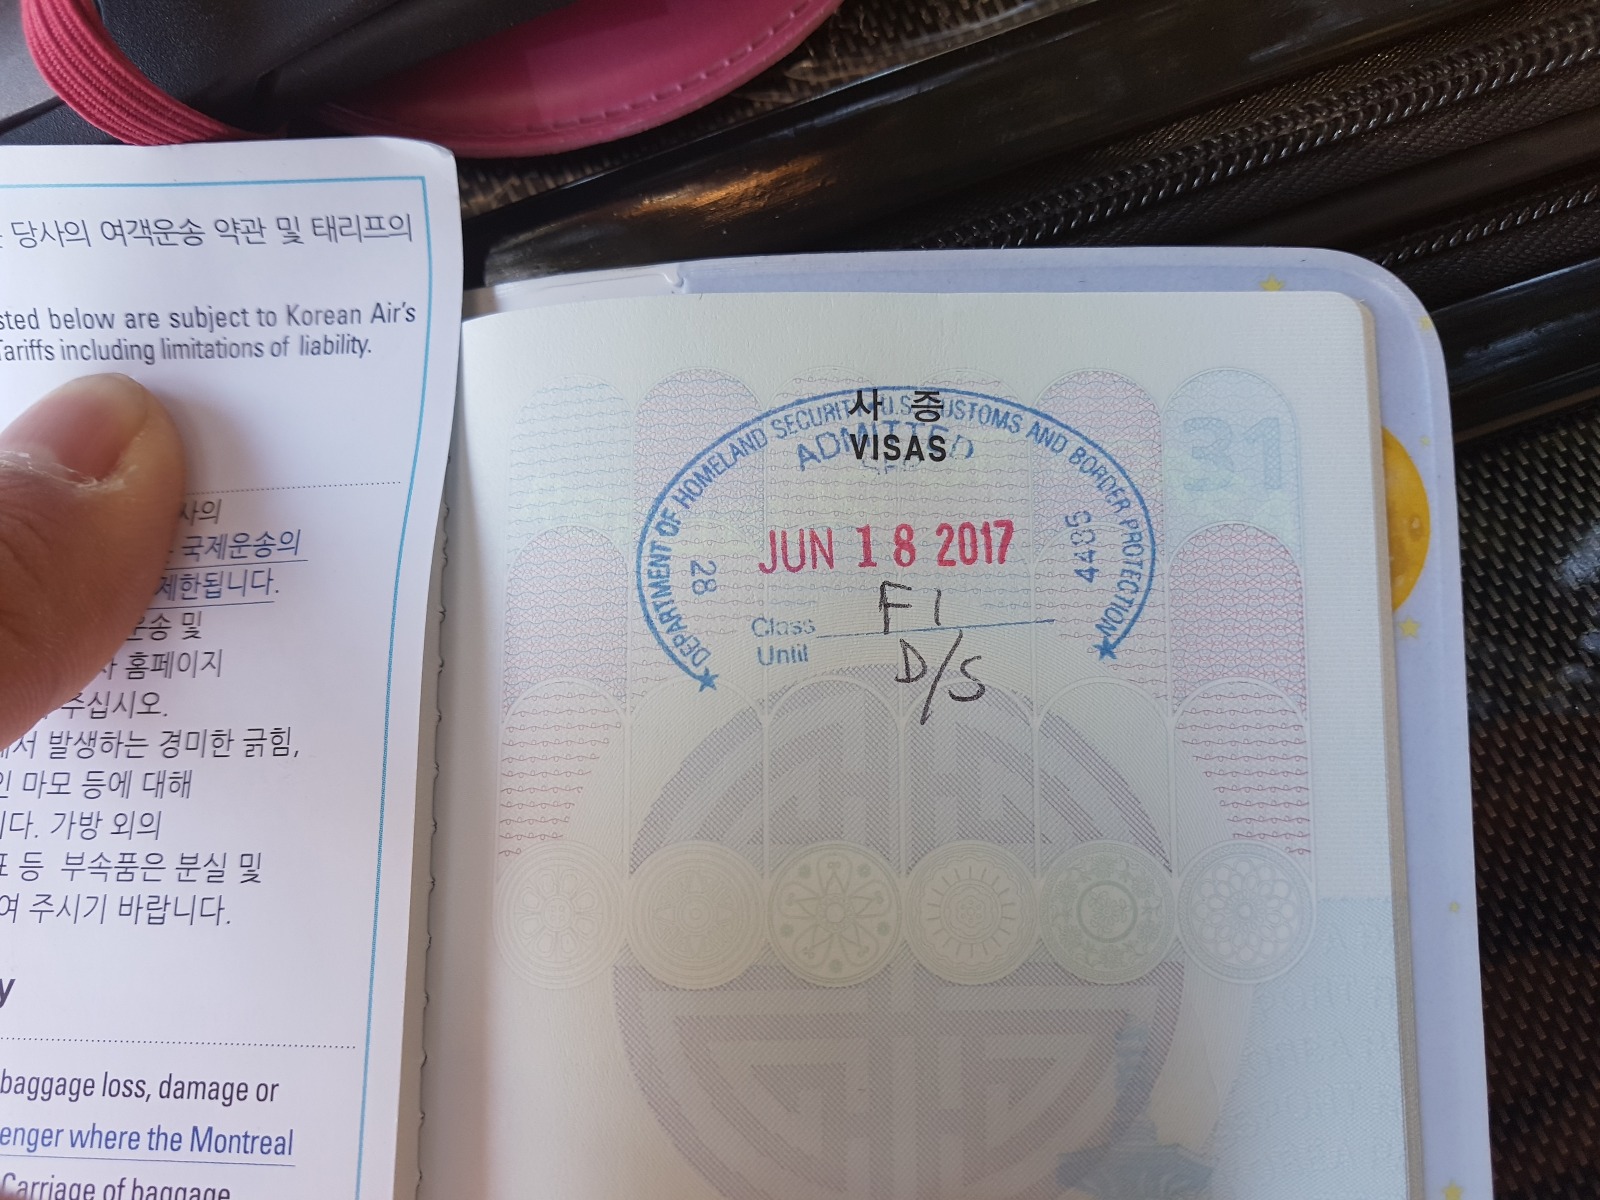 당사의 여객운송 약관 및 태리프의
sted below are subject to Korean Air's
Tariffs including limitations of liability.
사의
국제운송의
제한됩니다.
운송 및
홈페이지
주십시오.
에서 발생하는 경미한 긁힘,
인 마모 등에 대해
니다. 가방 외의
등 부속품은 분실 및
여 주시기 바랍니다.
y
baggage loss, damage or
enger where the Montreal
Carriage of baggage
사 증
VISAS
DEPARTMENT OF HOMELAND SECURITY U.S. CUSTOMS AND BORDER PROTECTION
ADMITTED
JUN 18 2017
28
4485
Class F1
Until D/S